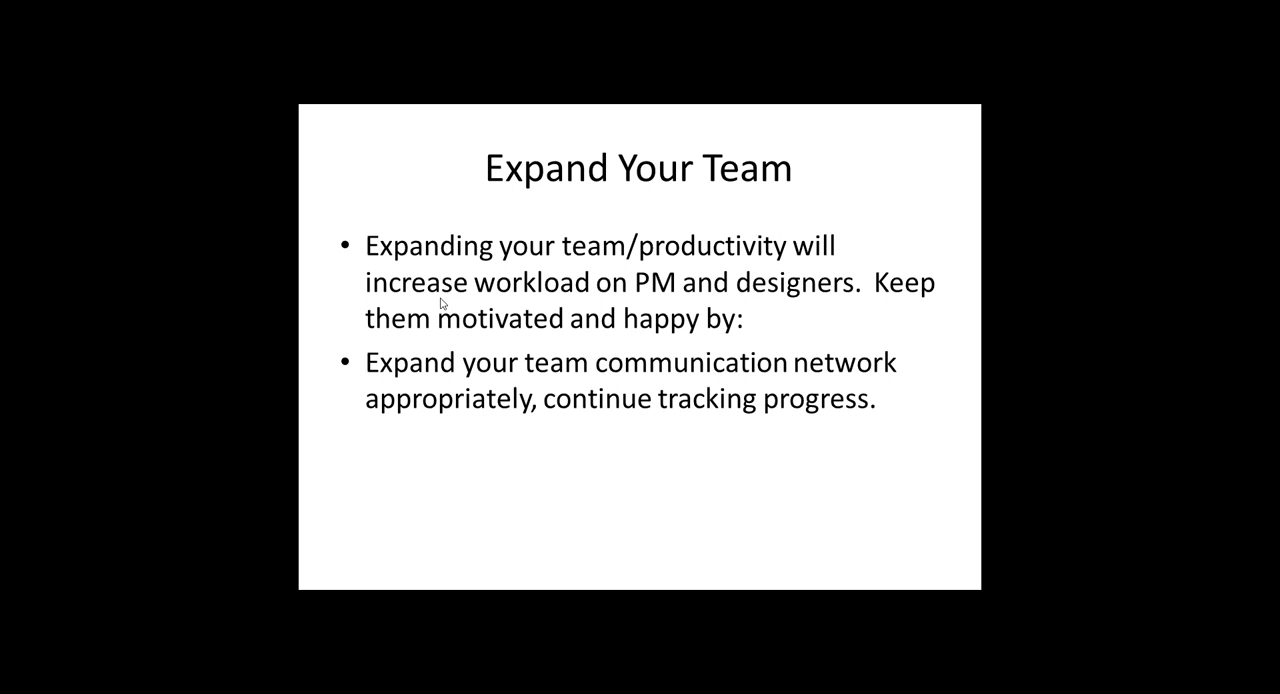 Expand Your Team
• Expanding your team/productivity will
increase workload on PM and designers.  Keep
them motivated and happy by:
• Expand your team communication network
appropriately, continue tracking progress.